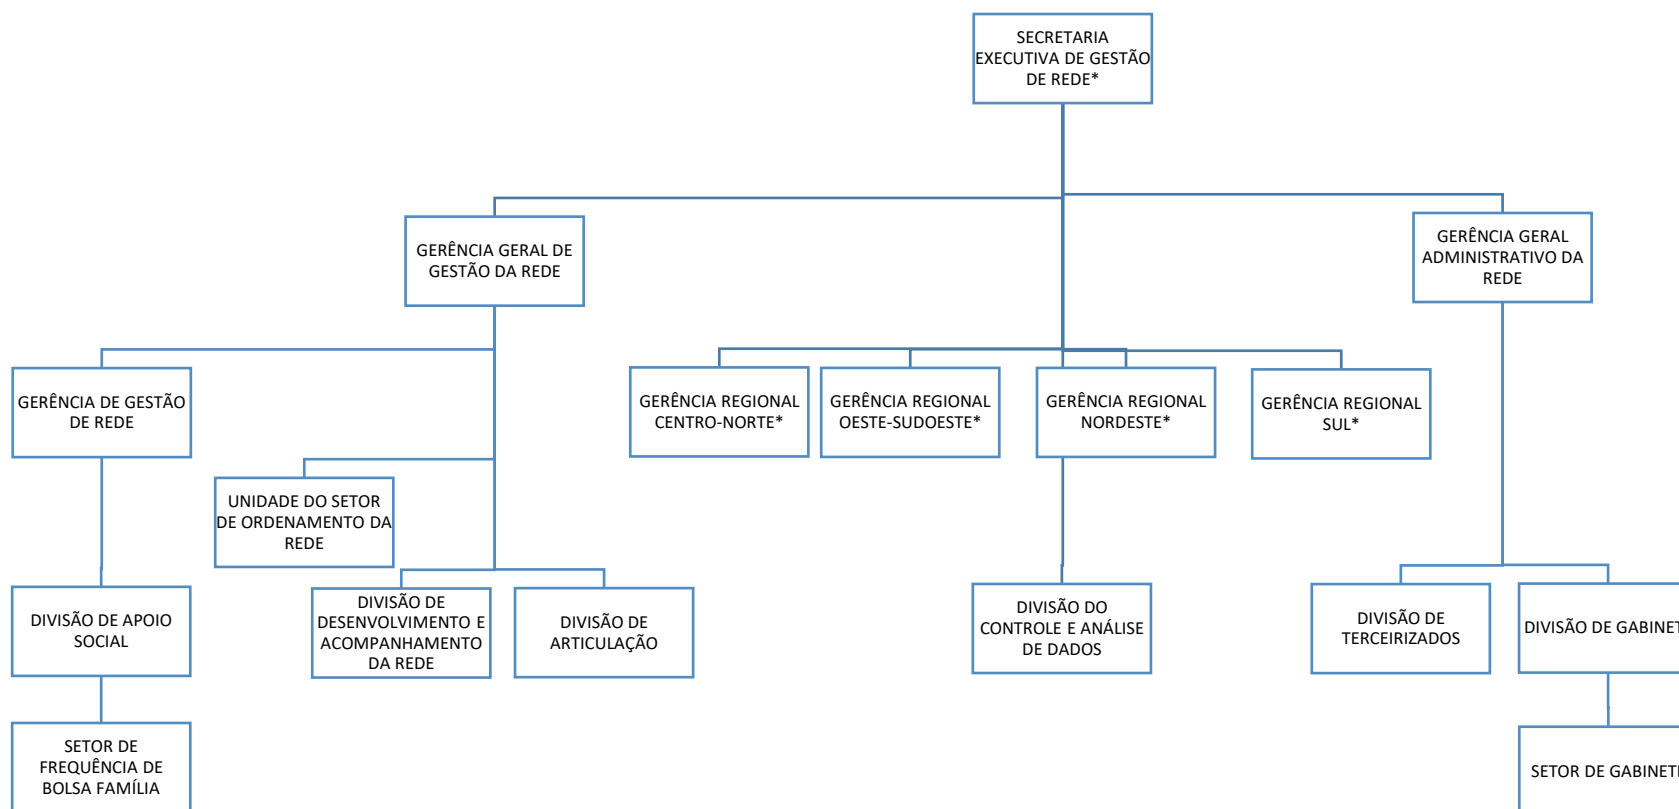 SECRETARIA
EXECUTIVA DE GESTÃO
DE REDE*
GERÊNCIA GERAL DE
GESTÃO DA REDE
GERÊNCIA GERAL
ADMINISTRATIVO DA
REDE
GERÊNCIA DE GESTÃO
DE REDE
GERÊNCIA REGIONAL
CENTRO-NORTE*
GERÊNCIA REGIONAL
OESTE-SUDOESTE*
GERÊNCIA REGIONAL
NORDESTE*
GERÊNCIA REGIONAL
SUL*
UNIDADE DO SETOR
DE ORDENAMENTO DA
REDE
DIVISÃO DE APOIO
SOCIAL
DIVISÃO DE
DESENVOLVIMENTO E
ACOMPANHAMENTO
DA REDE
DIVISÃO DE
ARTICULAÇÃO
DIVISÃO DO
CONTROLE E ANÁLISE
DE DADOS
DIVISÃO DE
TERCEIRIZADOS
DIVISÃO DE GABINET
SETOR DE
FREQUÊNCIA DE
BOLSA FAMÍLIA
SETOR DE GABINETE